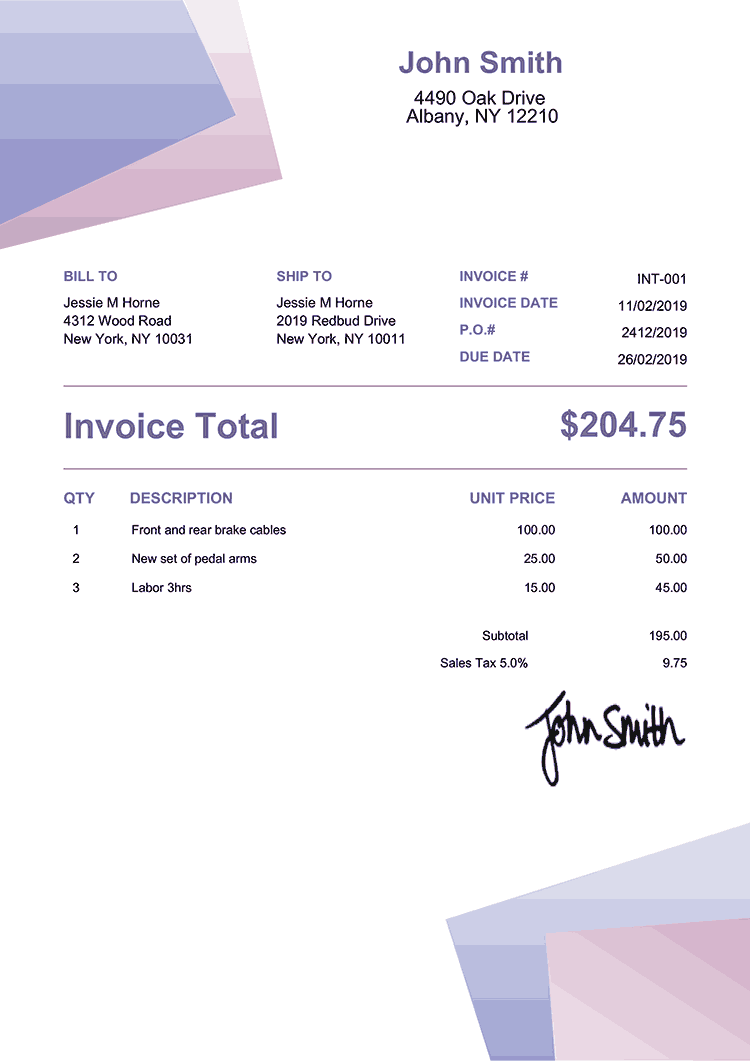 John Smith
4490 Oak Drive
Albany, NY 12210
BILL TO
Jessie M Horne
4312 Wood Road
New York, NY 10031
SHIP TO
Jessie M Horne
2019 Redbud Drive
New York, NY 10011
INVOICE # INT-001
INVOICE DATE 11/02/2019
P.O.# 2412/2019
DUE DATE 26/02/2019
Invoice Total $204.75
QTY DESCRIPTION UNIT PRICE AMOUNT
1 Front and rear brake cables 100.00 100.00
2 New set of pedal arms 25.00 50.00
3 Labor 3hrs 15.00 45.00
Subtotal 195.00
Sales Tax 5.0% 9.75
John Smith